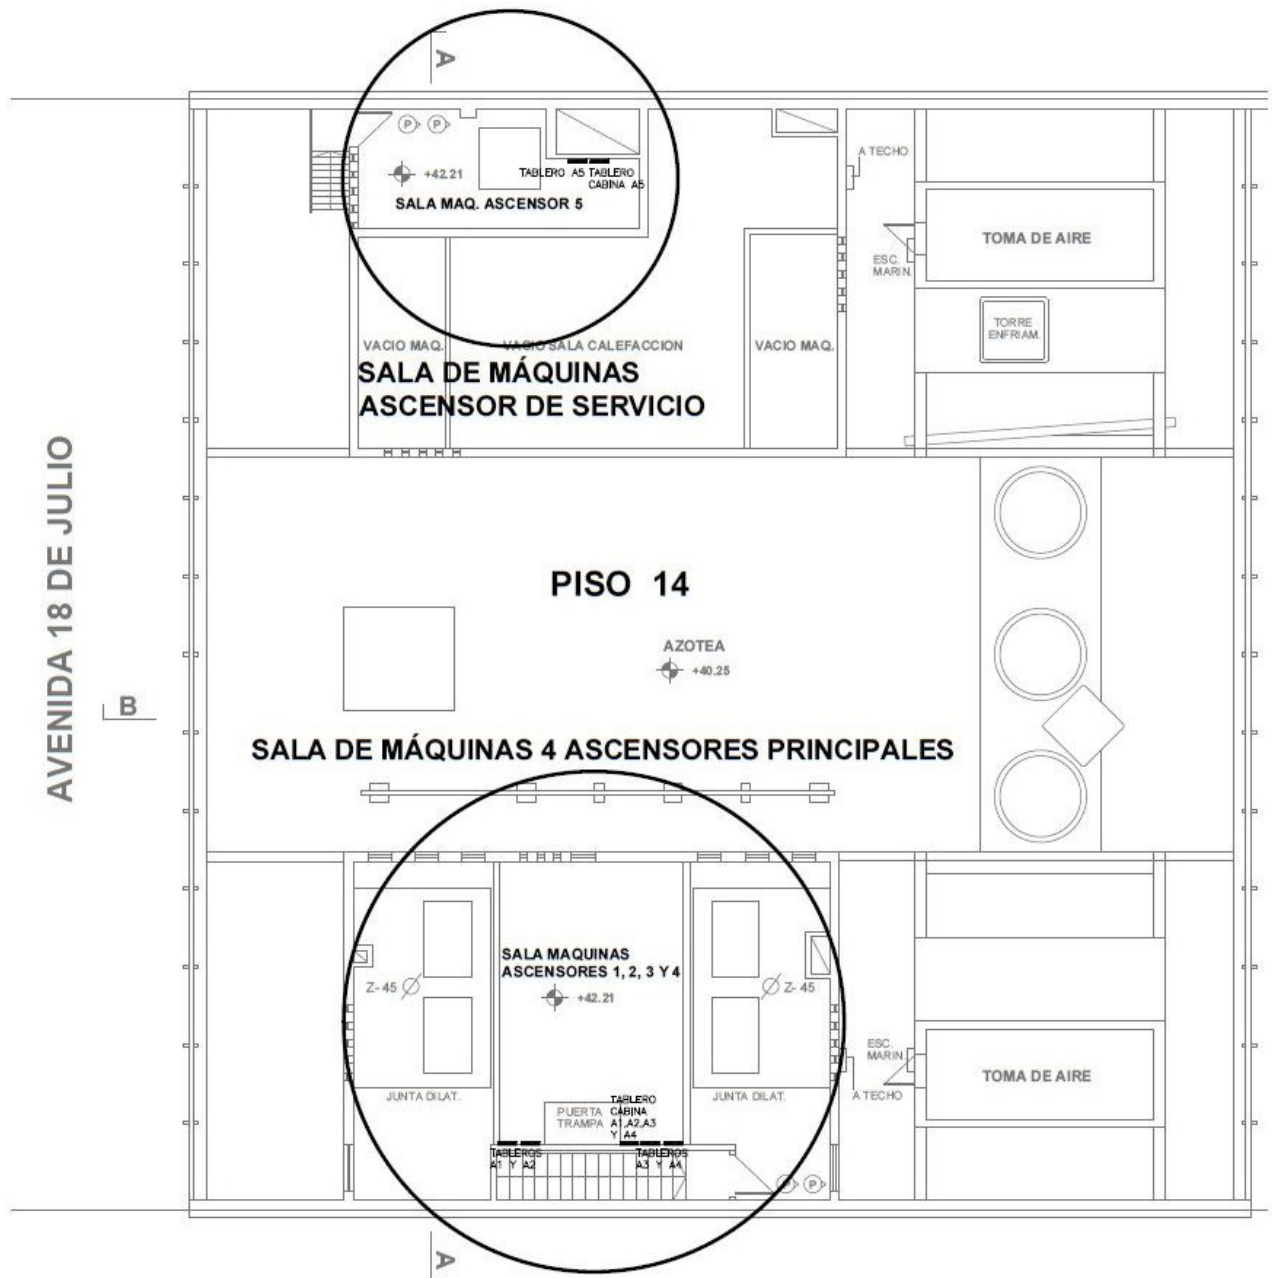 A
P P
A TECHO
+42.21
TABLERO A5 TABLERO
CABINA A5
SALA MAQ. ASCENSOR 5
TOMA DE AIRE
ESC.
MARIN.
TORRE
ENFRIAM.
VACIO MAQ.
VACIO SALA CALEFACCION
VACIO MAQ.
SALA DE MÁQUINAS
ASCENSOR DE SERVICIO
AVENIDA 18 DE JULIO
PISO 14
AZOTEA
+40.25
B
SALA DE MÁQUINAS 4 ASCENSORES PRINCIPALES
SALA MAQUINAS
ASCENSORES 1, 2, 3 Y 4
Z-45
+42.21
Z-45
ESC.
MARIN.
TOMA DE AIRE
JUNTA DILAT.
JUNTA DILAT.
A TECHO
PUERTA
TRAMPA
TABLERO
CABINA
A1,A2,A3
Y A4
TABLEROS
A1 Y A2
TABLEROS
A3 Y A4
P P
A